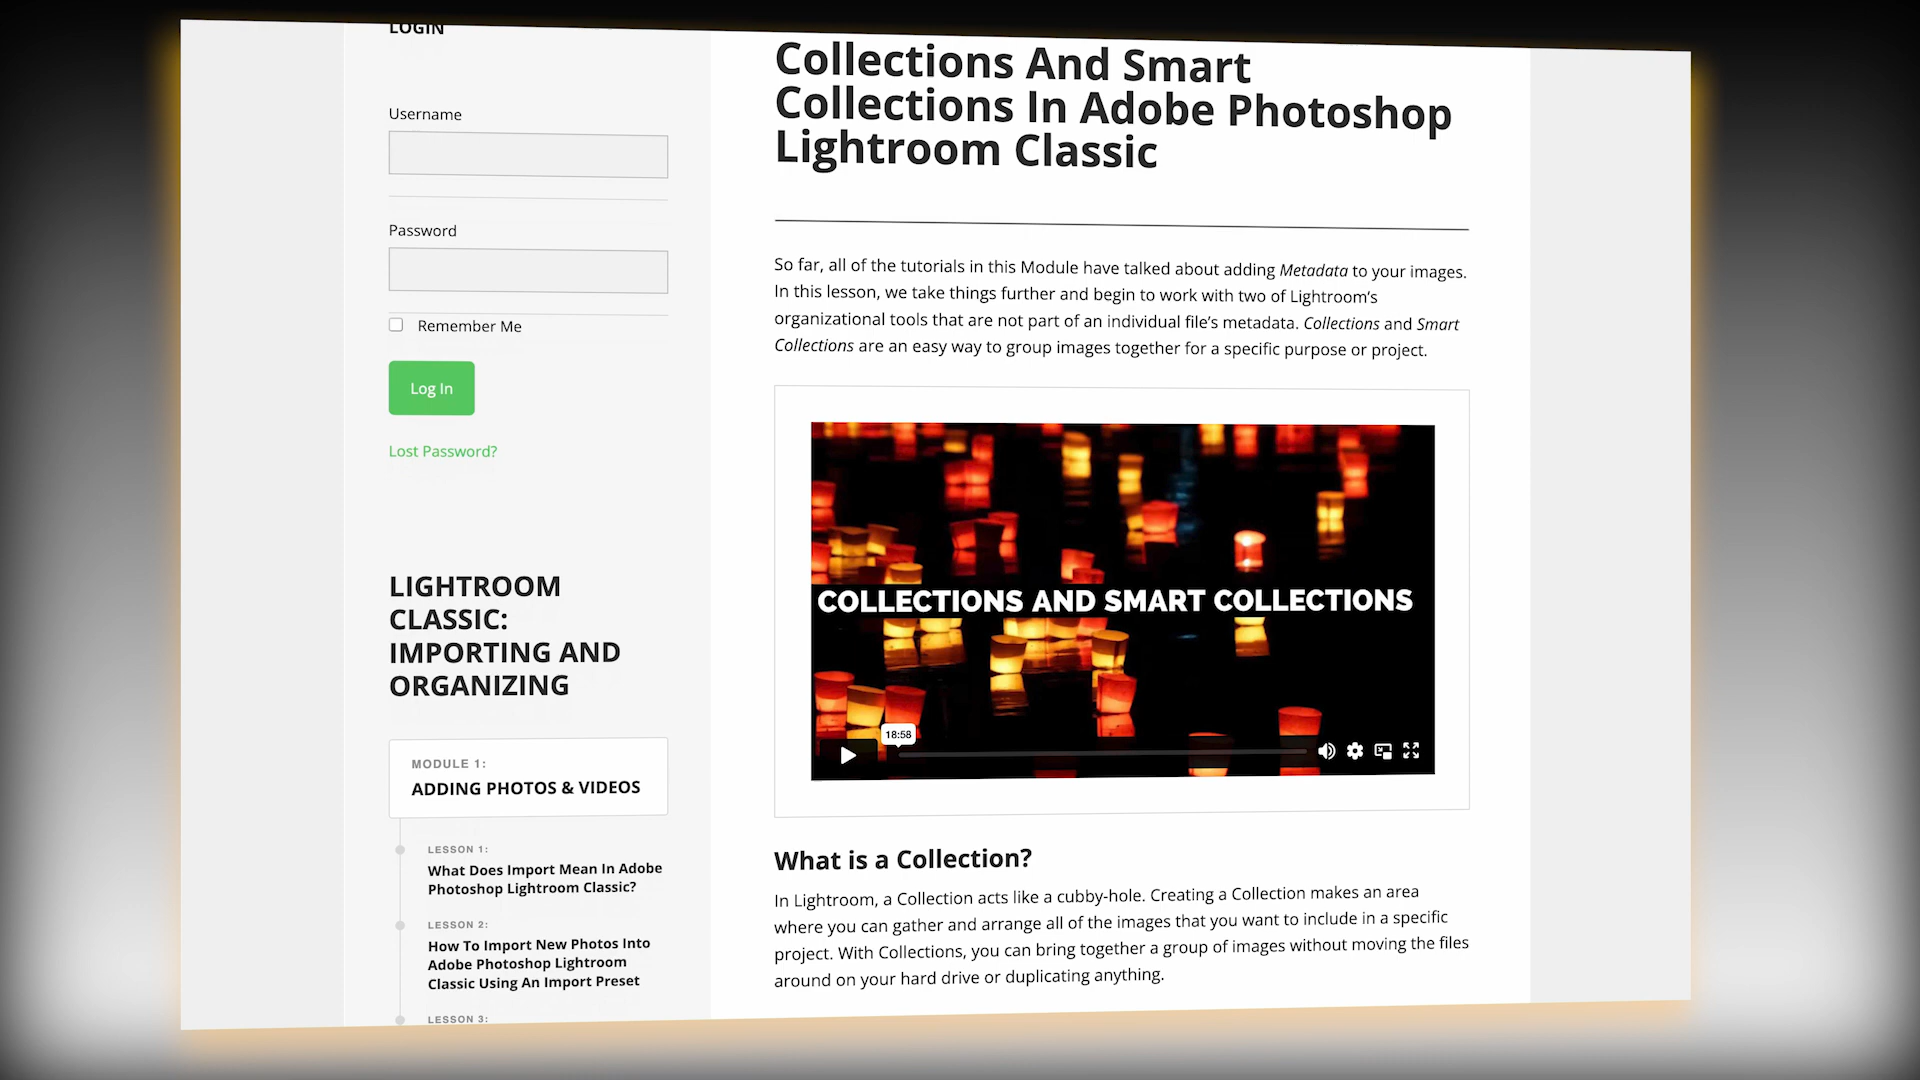 LOGIN
Username
Password
Remember Me
Log In
Lost Password?
LIGHTROOM
CLASSIC:
IMPORTING AND
ORGANIZING
MODULE 1:
ADDING PHOTOS & VIDEOS
LESSON 1:
What Does Import Mean In Adobe
Photoshop Lightroom Classic?
LESSON 2:
How To Import New Photos Into
Adobe Photoshop Lightroom
Classic Using An Import Preset
LESSON 3:
Collections And Smart
Collections In Adobe Photoshop
Lightroom Classic
So far, all of the tutorials in this Module have talked about adding Metadata to your images.
In this lesson, we take things further and begin to work with two of Lightroom's
organizational tools that are not part of an individual file's metadata. Collections and Smart
Collections are an easy way to group images together for a specific purpose or project.
COLLECTIONS AND SMART COLLECTIONS
18:58
What is a Collection?
In Lightroom, a Collection acts like a cubby-hole. Creating a Collection makes an area
where you can gather and arrange all of the images that you want to include in a specific
project. With Collections, you can bring together a group of images without moving the files
around on your hard drive or duplicating anything.